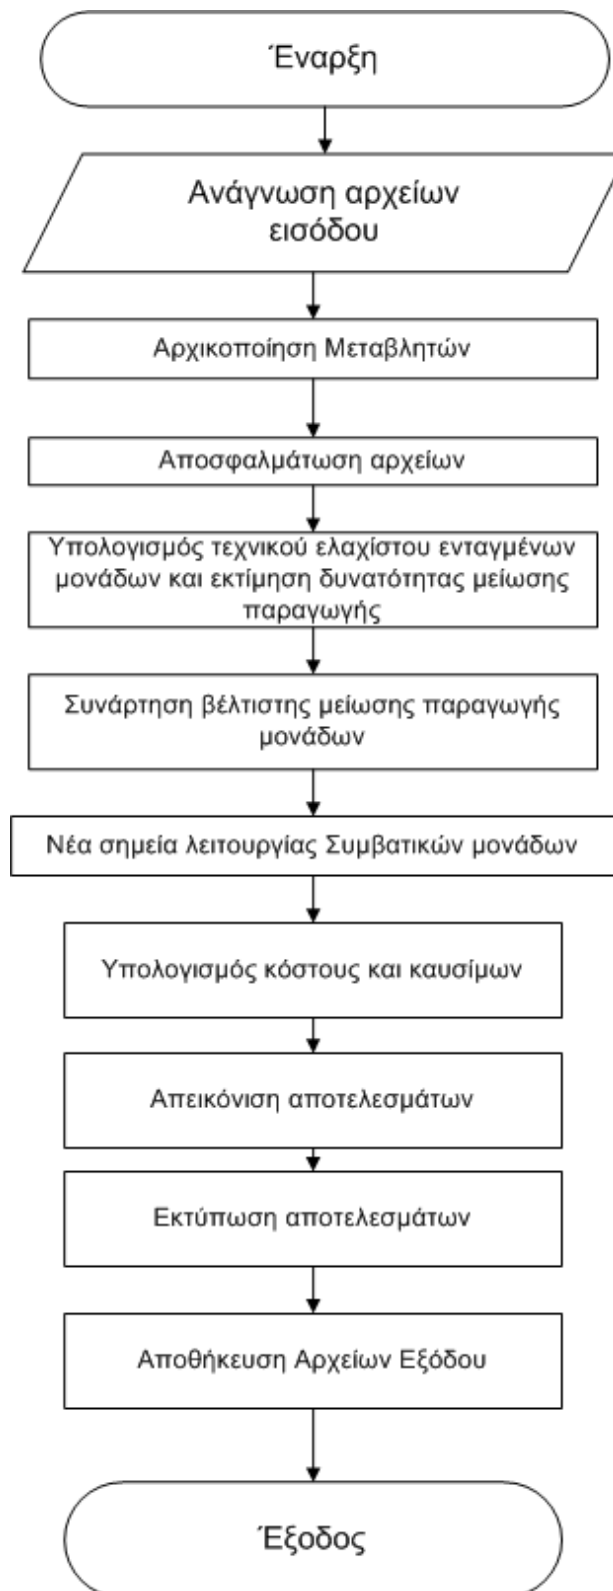 Έναρξη
Ανάγνωση αρχείων
εισόδου
Αρχικοποίηση Μεταβλητών
Αποσφαλμάτωση αρχείων
Υπολογισμός τεχνικού ελαχίστου ενταγμένων
μονάδων και εκτίμηση δυνατότητας μείωσης
παραγωγής
Συνάρτηση βέλτιστης μείωσης παραγωγής
μονάδων
Νέα σημεία λειτουργίας Συμβατικών μονάδων
Υπολογισμός κόστους και καυσίμων
Απεικόνιση αποτελεσμάτων
Εκτύπωση αποτελεσμάτων
Αποθήκευση Αρχείων Εξόδου
Έξοδος